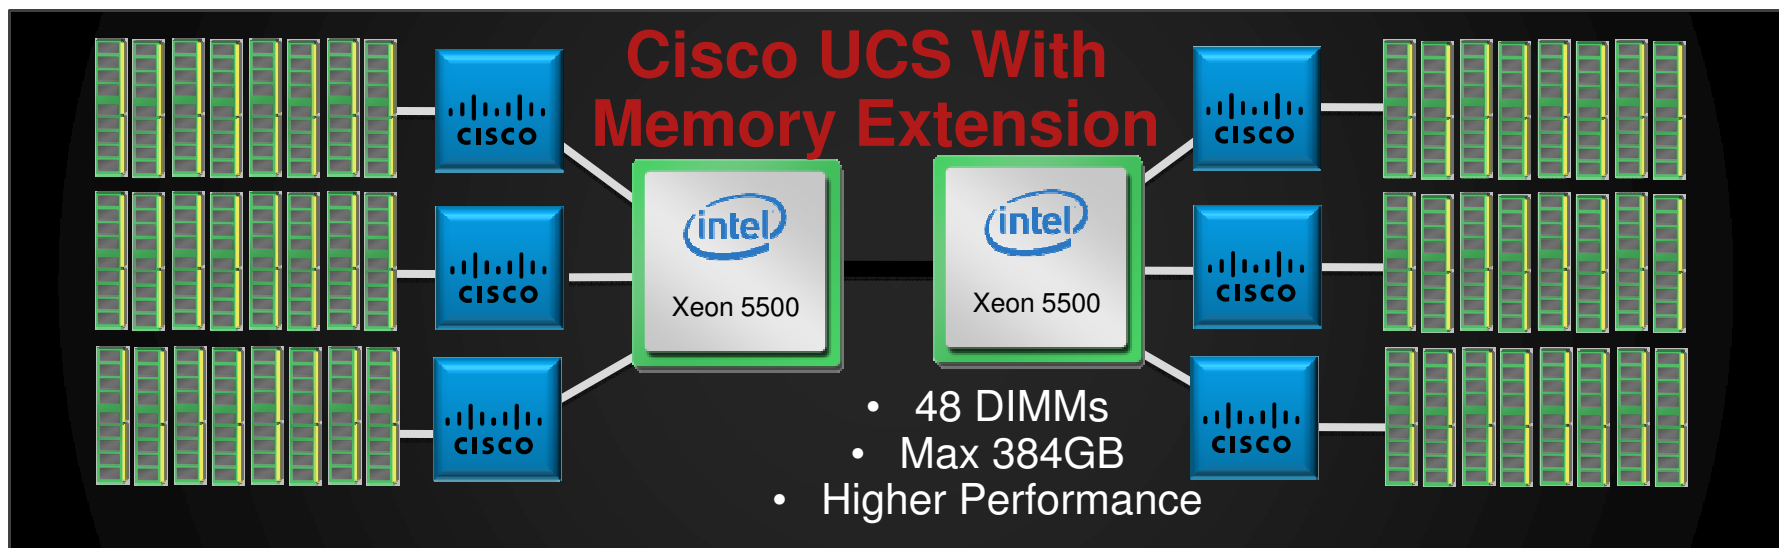 Cisco UCS With
Memory Extension
CISCO
CISCO
intel
intel
Xeon 5500
Xeon 5500
CISCO
CISCO
CISCO
CISCO
• 48 DIMMs
• Max 384GB
• Higher Performance